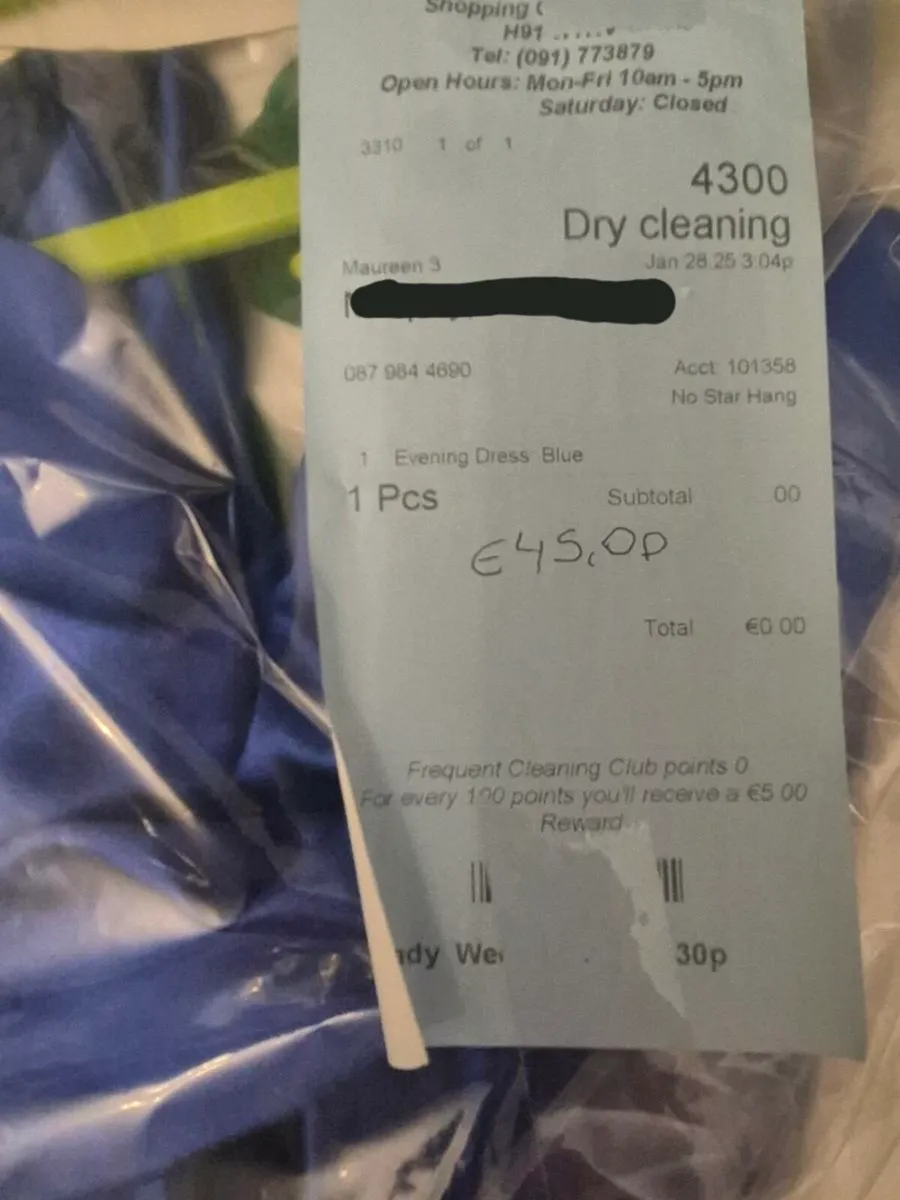 Shopping
H91
Tel: (091) 773879
Open Hours: Mon-Fri 10am - 5pm
Saturday: Closed
3310 1 of 1
4300
Dry cleaning
Maureen 3 Jan 28 25 3:04p
087 984 4690 Acct: 101358
No Star Hang
1 Evening Dress Blue
1 Pcs Subtotal 00
€45,00
Total €0.00
Frequent Cleaning Club points 0
For every 100 points you'll receive a €5.00
Reward
30p